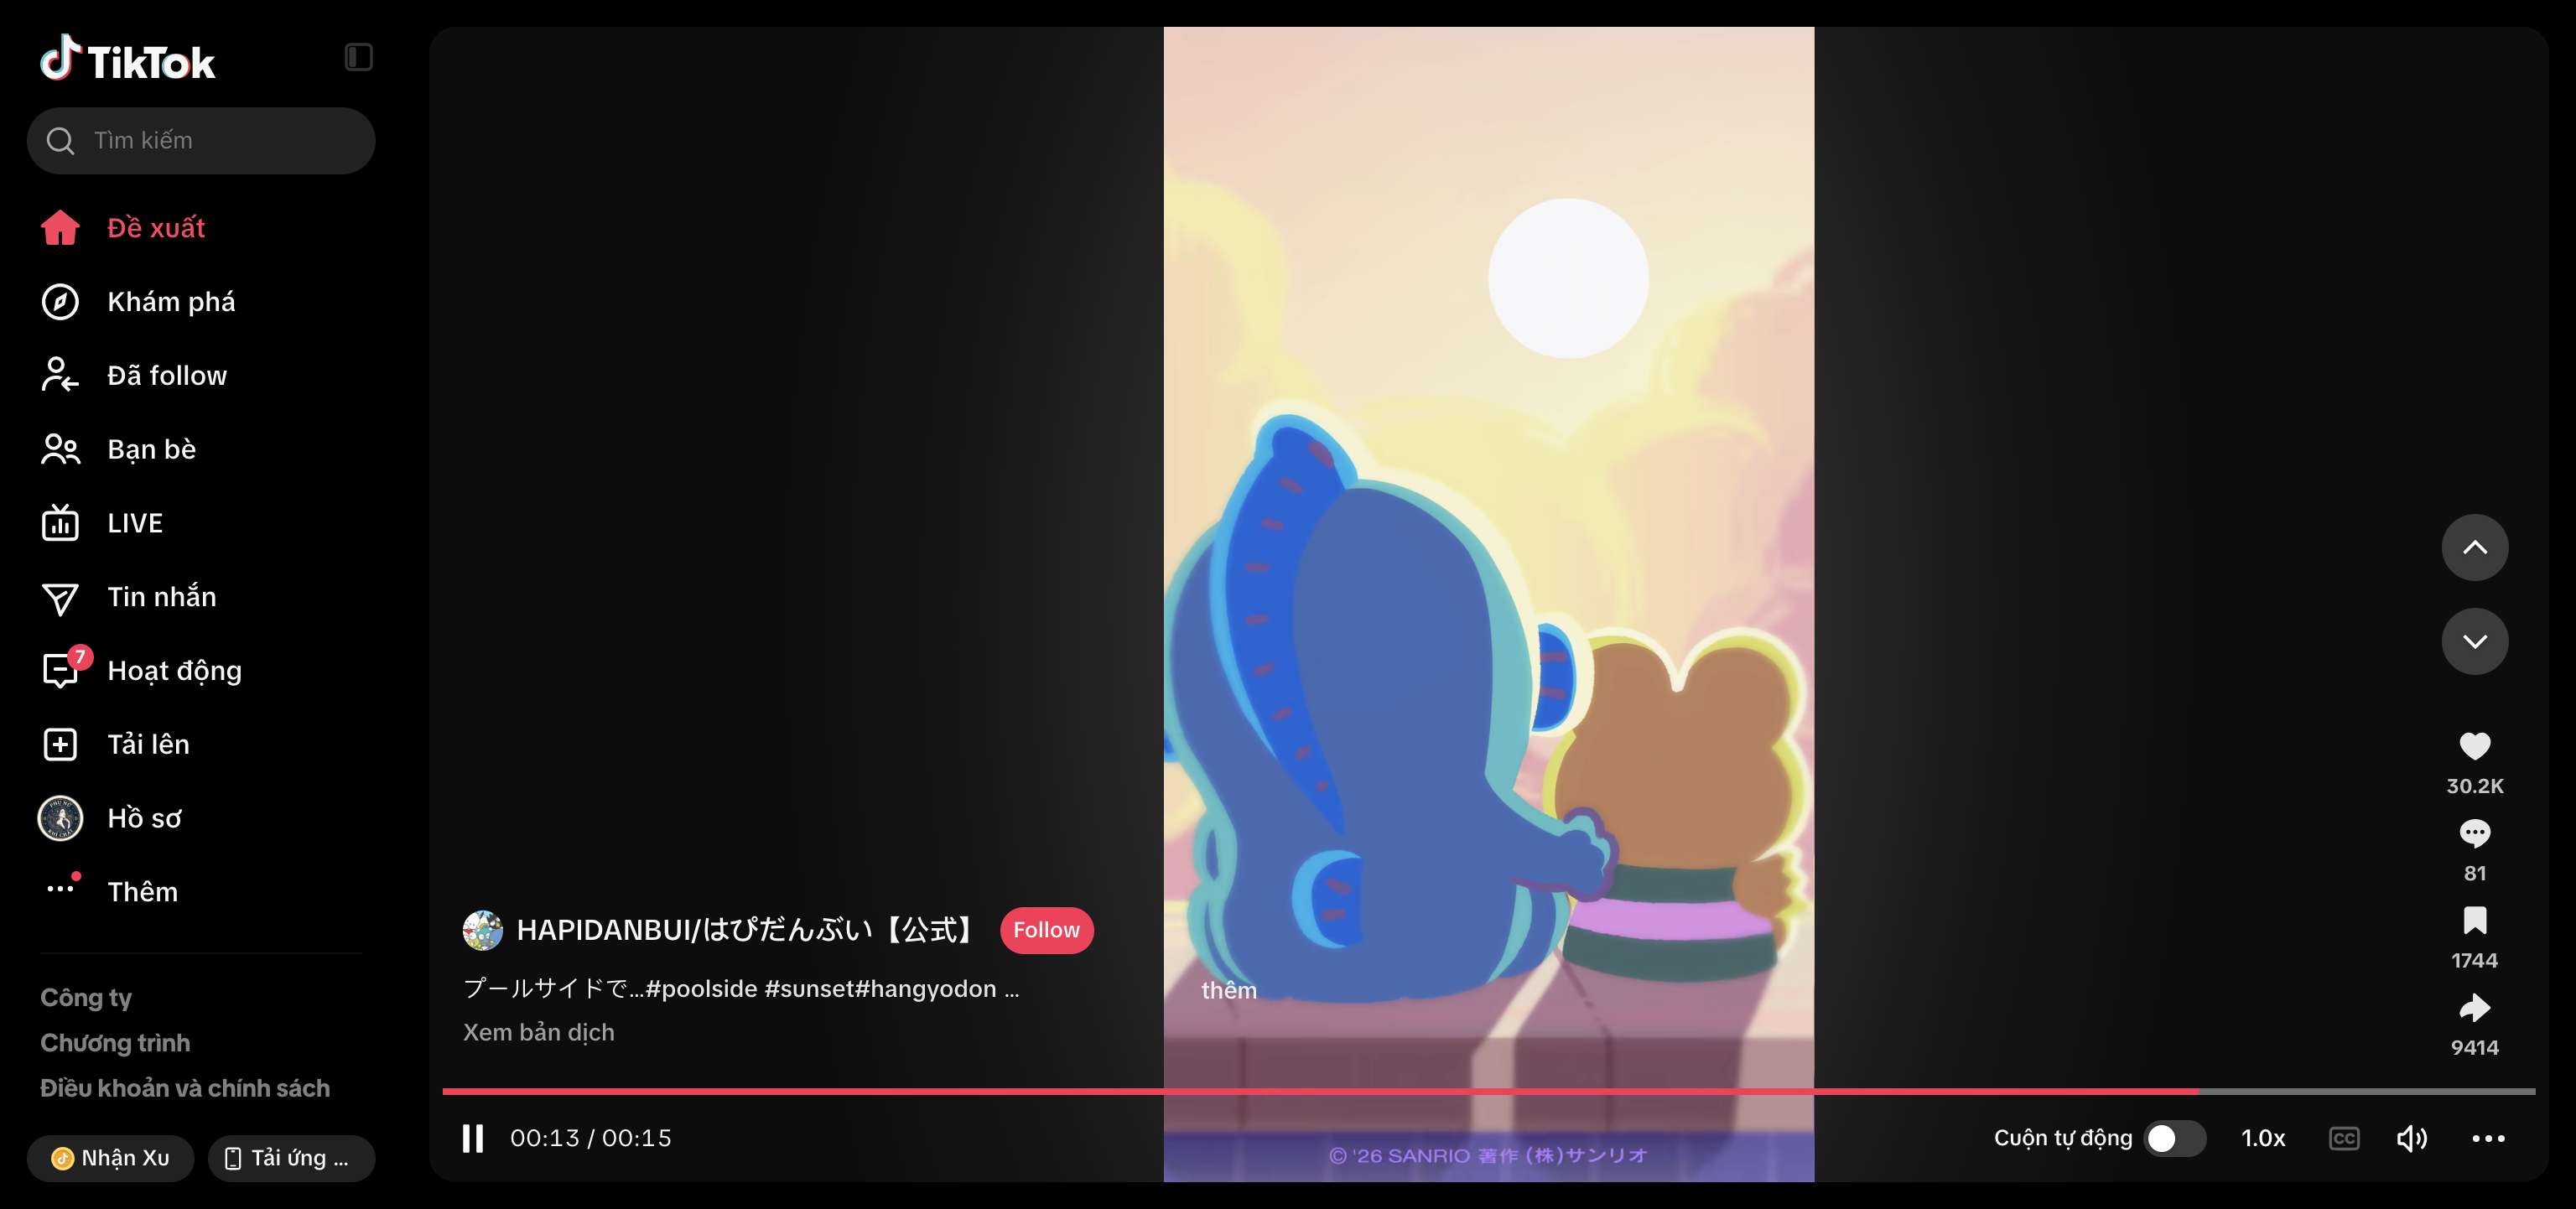 TikTok
Tìm kiếm
Đề xuất
Khám phá
Đã follow
Bạn bè
LIVE
Tin nhắn
7
Hoạt động
Tải lên
Hồ sơ
Thêm
Công ty
Chương trình
Điều khoản và chính sách
Nhận Xu
Tải ứng ...
HAPIDANBUI/はぴだんぶい【公式】
Follow
プールサイドで...#poolside #sunset#hangyodon ...
thêm
Xem bản dịch
30.2K
81
1744
9414
00:13 / 00:15
© '26 SANRIO 著作 (株)サンリオ
Cuộn tự động
1.0x
CC